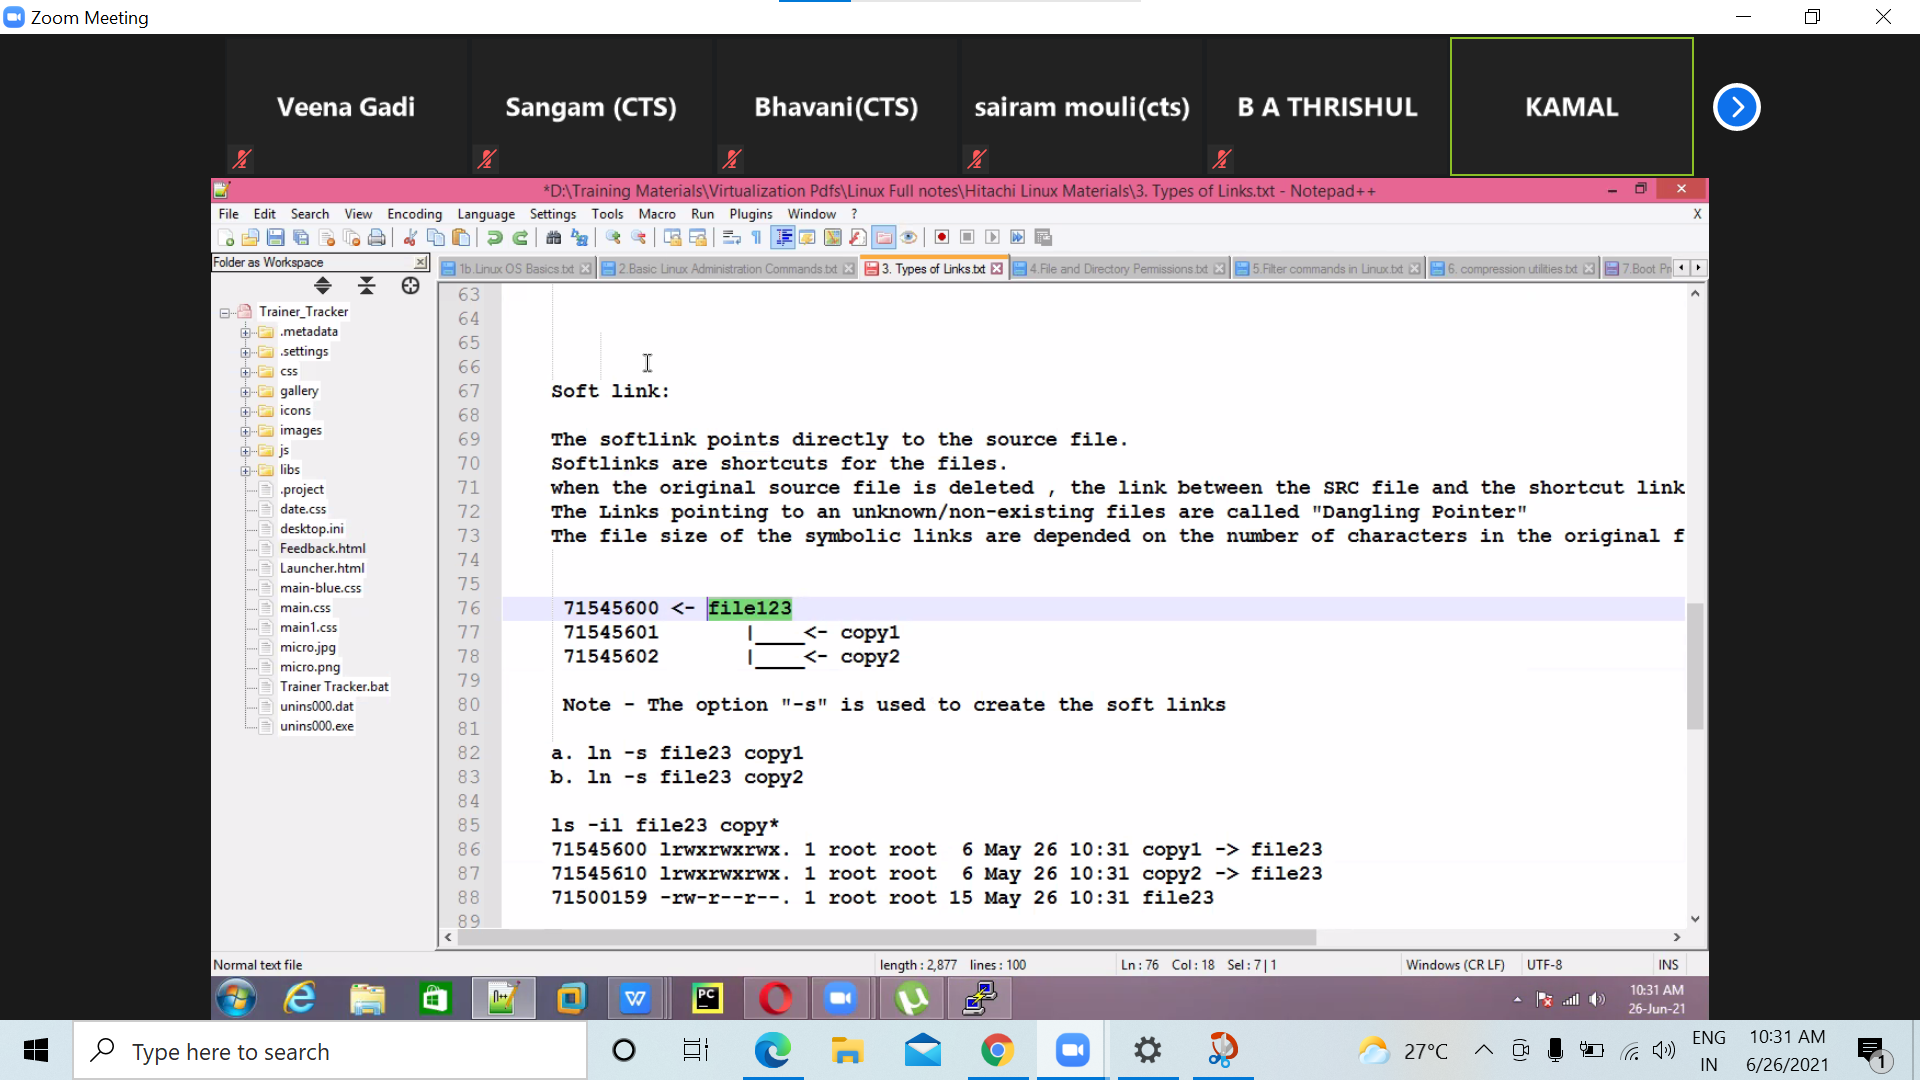 Zoom Meeting
Veena Gadi
Sangam (CTS)
Bhavani(CTS)
sairam mouli(cts)
B A THRISHUL
KAMAL
*D:\Training Materials\Virtualization Pdfs\Linux Full notes\Hitachi Linux Materials\3. Types of Links.txt - Notepad++
File Edit Search View Encoding Language Settings Tools Macro Run Plugins Window ? X
Folder as Workspace
1b.Linux OS Basics.txt
2.Basic Linux Administration Commands.txt
3. Types of Links.txt
4.File and Directory Permissions.txt
5.Filter commands in Linux.txt
6. compression utilities.txt
7.Boot Pr
Trainer_Tracker
.metadata
.settings
css
gallery
icons
images
js
libs
.project
date.css
desktop.ini
Feedback.html
Launcher.html
main-blue.css
main.css
main1.css
micro.jpg
micro.png
Trainer Tracker.bat
unins000.dat
unins000.exe
63
64
65
66
67 Soft link:
68
69 The softlink points directly to the source file.
70 Softlinks are shortcuts for the files.
71 when the original source file is deleted , the link between the SRC file and the shortcut link
72 The Links pointing to an unknown/non-existing files are called "Dangling Pointer"
73 The file size of the symbolic links are depended on the number of characters in the original f
74
75
76 71545600 <- file123
77 71545601 |____<- copy1
78 71545602 |____<- copy2
79
80 Note - The option "-s" is used to create the soft links
81
82 a. ln -s file23 copy1
83 b. ln -s file23 copy2
84
85 ls -il file23 copy*
86 71545600 lrwxrwxrwx. 1 root root 6 May 26 10:31 copy1 -> file23
87 71545610 lrwxrwxrwx. 1 root root 6 May 26 10:31 copy2 -> file23
88 71500159 -rw-r--r--. 1 root root 15 May 26 10:31 file23
89
Normal text file length : 2,877 lines : 100 Ln : 76 Col : 18 Sel : 7 | 1 Windows (CR LF) UTF-8 INS
10:31 AM
26-Jun-21
Type here to search
27°C
ENG
IN
10:31 AM
6/26/2021
1